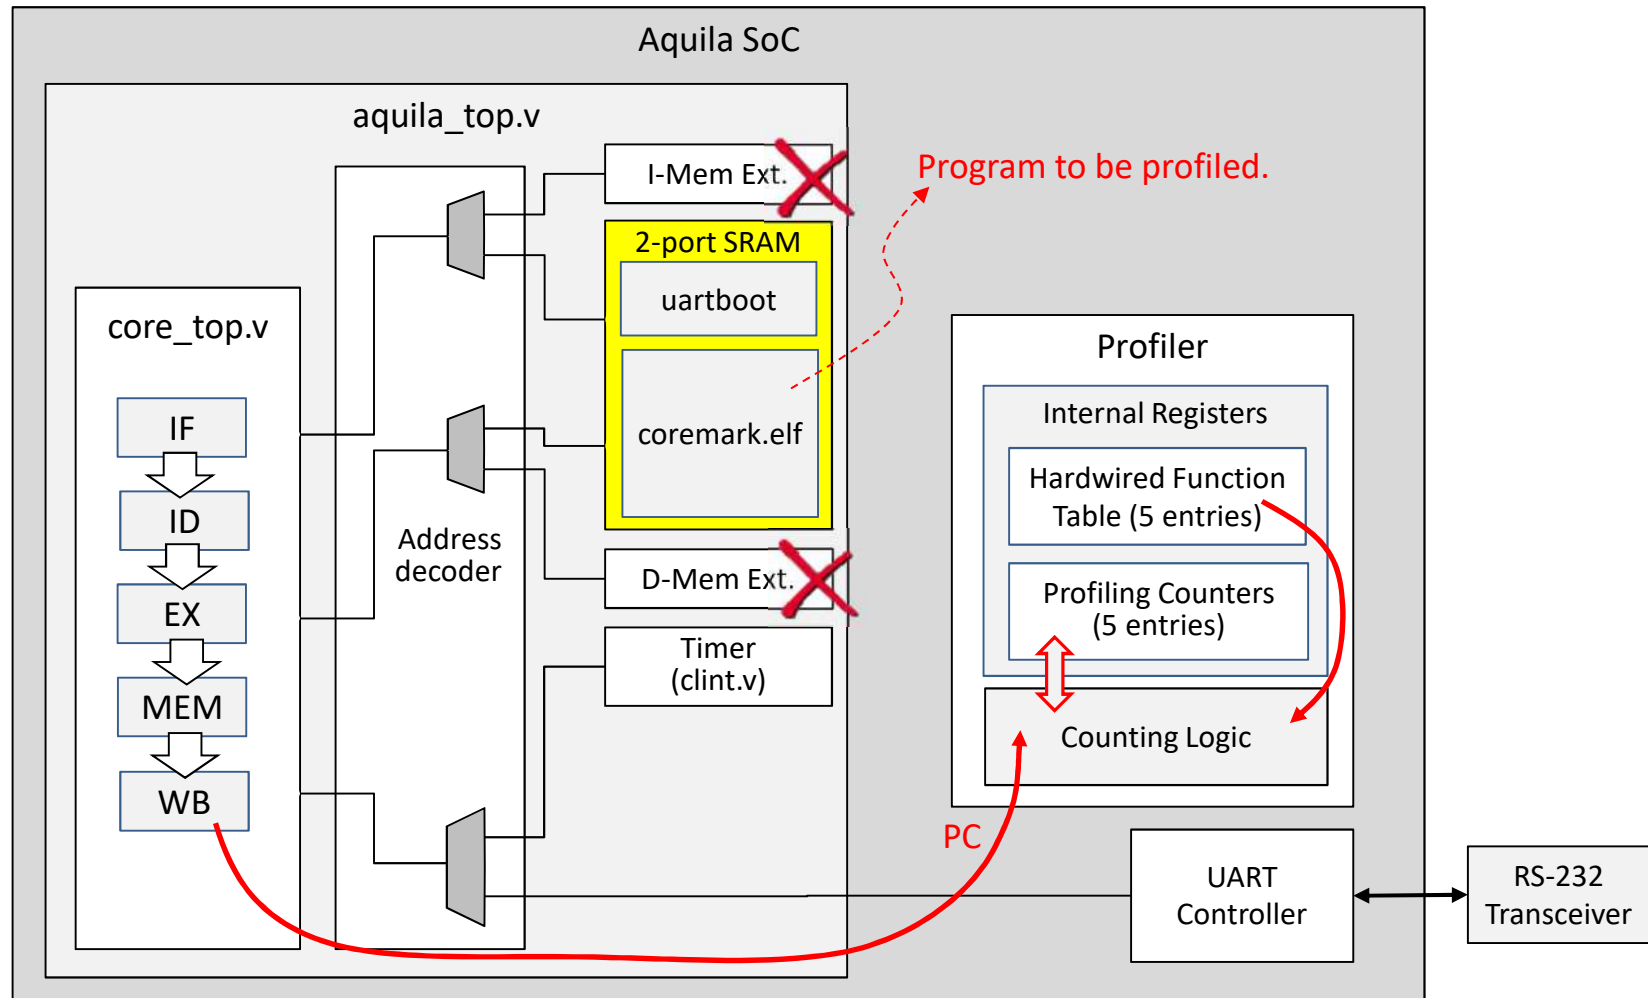 Aquila SoC
aquila_top.v
I-Mem Ext.
Program to be profiled.
2-port SRAM
uartboot
coremark.elf
core_top.v
IF
ID
EX
MEM
WB
Address
decoder
D-Mem Ext.
Timer
(clint.v)
Profiler
Internal Registers
Hardwired Function
Table (5 entries)
Profiling Counters
(5 entries)
Counting Logic
PC
UART
Controller
RS-232
Transceiver